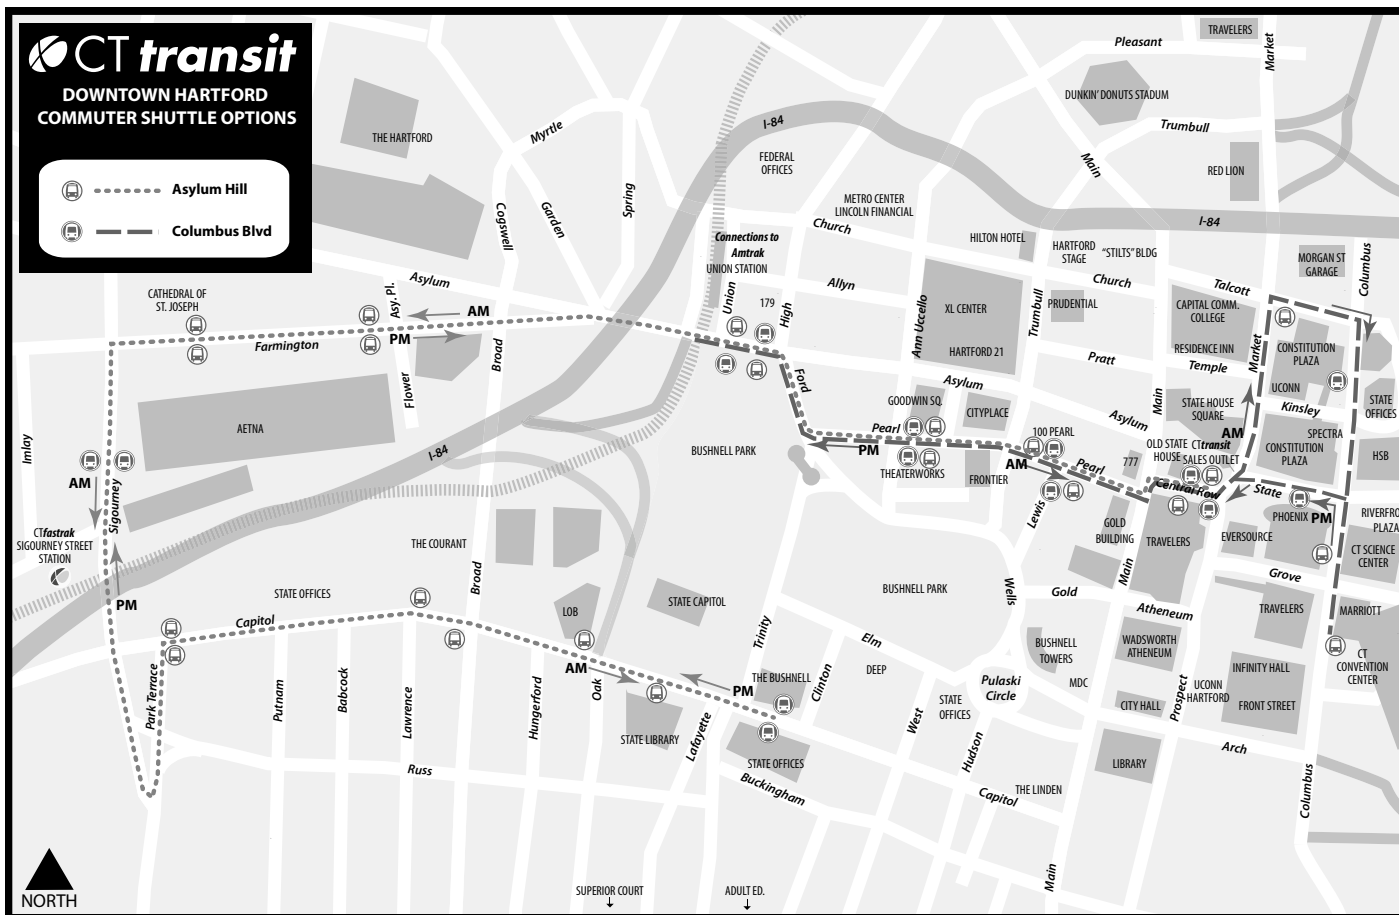 CT transit
DOWNTOWN HARTFORD
COMMUTER SHUTTLE OPTIONS
Asylum Hill
Columbus Blvd
TRAVELERS
Pleasant
Market
DUNKIN' DONUTS STADUM
Trumbull
Main
RED LION
I-84
THE HARTFORD
Myrtle
I-84
FEDERAL
OFFICES
Spring
Garden
Cogswell
METRO CENTER
LINCOLN FINANCIAL
Church
HILTON HOTEL
HARTFORD
STAGE
"STILTS" BLDG
Church
Talcott
MORGAN ST
GARAGE
Columbus
Connections to
Amtrak
UNION STATION
Union
179
High
Allyn
Ann Uccello
XL CENTER
HARTFORD 21
Trumbull
PRUDENTIAL
CAPITAL COMM.
COLLEGE
RESIDENCE INN
Temple
Market
CONSTITUTION
PLAZA
UCONN
Kinsley
STATE
OFFICES
CATHEDRAL OF
ST. JOSEPH
Asylum
Asy. Pl.
AM
PM
Farmington
Broad
Flower
AETNA
Imlay
Sigourney
AM
I-84
Ford
Pratt
Asylum
Asylum
Main
GOODWIN SQ.
CITYPLACE
Pearl
PM
THEATERWORKS
FRONTIER
100 PEARL
AM
Pearl
777
STATE HOUSE
SQUARE
AM
OLD STATE
HOUSE
CTtransit
SALES OUTLET
Central Row
SPECTRA
CONSTITUTION
PLAZA
HSB
State
PHOENIX
PM
RIVERFRO
PLAZA
BUSHNELL PARK
Lewis
GOLD
BUILDING
TRAVELERS
EVERSOURCE
CT SCIENCE
CENTER
Grove
CTfastrak
SIGOURNEY STREET
STATION
PM
THE COURANT
Broad
STATE OFFICES
Capitol
LOB
STATE CAPITOL
BUSHNELL PARK
Wells
Gold
Main
Atheneum
TRAVELERS
MARRIOTT
Trinity
Elm
DEEP
BUSHNELL
TOWERS
WADSWORTH
ATHENEUM
INFINITY HALL
CT
CONVENTION
CENTER
Park Terrace
Putnam
Babcock
Lawrence
Hungerford
Oak
AM
PM
THE BUSHNELL
Clinton
Pulaski
Circle
MDC
CITY HALL
Prospect
UCONN
HARTFORD
FRONT STREET
STATE LIBRARY
Lafayette
STATE OFFICES
West
STATE
OFFICES
Hudson
LIBRARY
Arch
Columbus
Russ
Buckingham
Capitol
THE LINDEN
Main
NORTH
SUPERIOR COURT
ADULT ED.